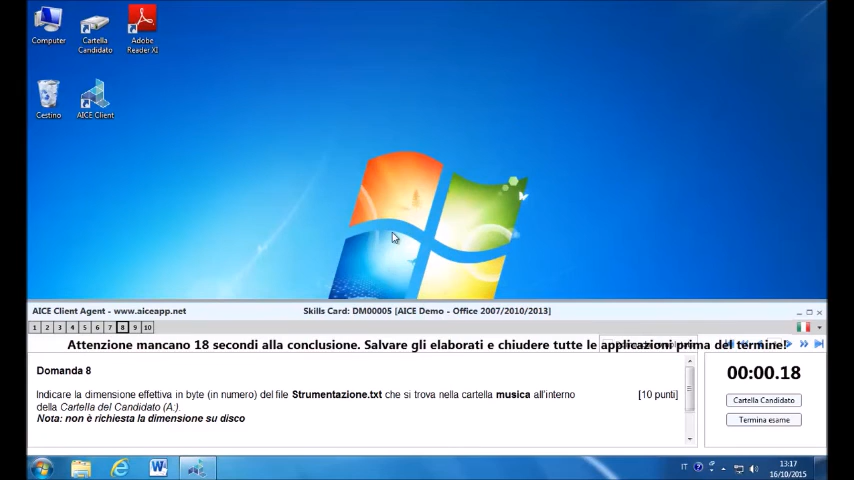 Computer
Cartella
Candidato
Adobe
Reader XI
Cestino
AICE Client
AICE Client Agent - www.aiceapp.net
Skills Card: DM00005 [AICE Demo - Office 2007/2010/2013]
1 2 3 4 5 6 7 8 9 10
Attenzione mancano 18 secondi alla conclusione. Salvare gli elaborati e chiudere tutte le applicazioni prima del termine!
Domanda 8
Indicare la dimensione effettiva in byte (in numero) del file Strumentazione.txt che si trova nella cartella musica all'interno
[10 punti]
della Cartella del Candidato (A:).
Nota: non è richiesta la dimensione su disco
00:00.18
Cartella Candidato
Termina esame
IT
13:17
16/10/2015